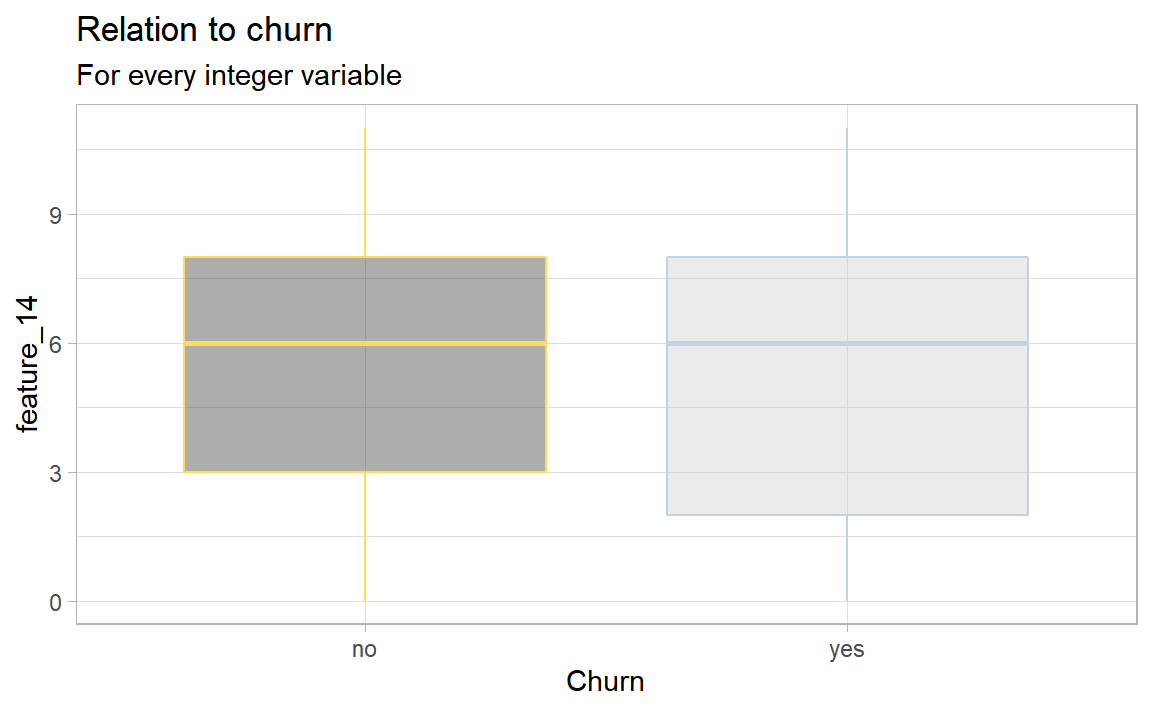 Relation to churn
For every integer variable
feature_14
9
6
3
0
no
yes
Churn